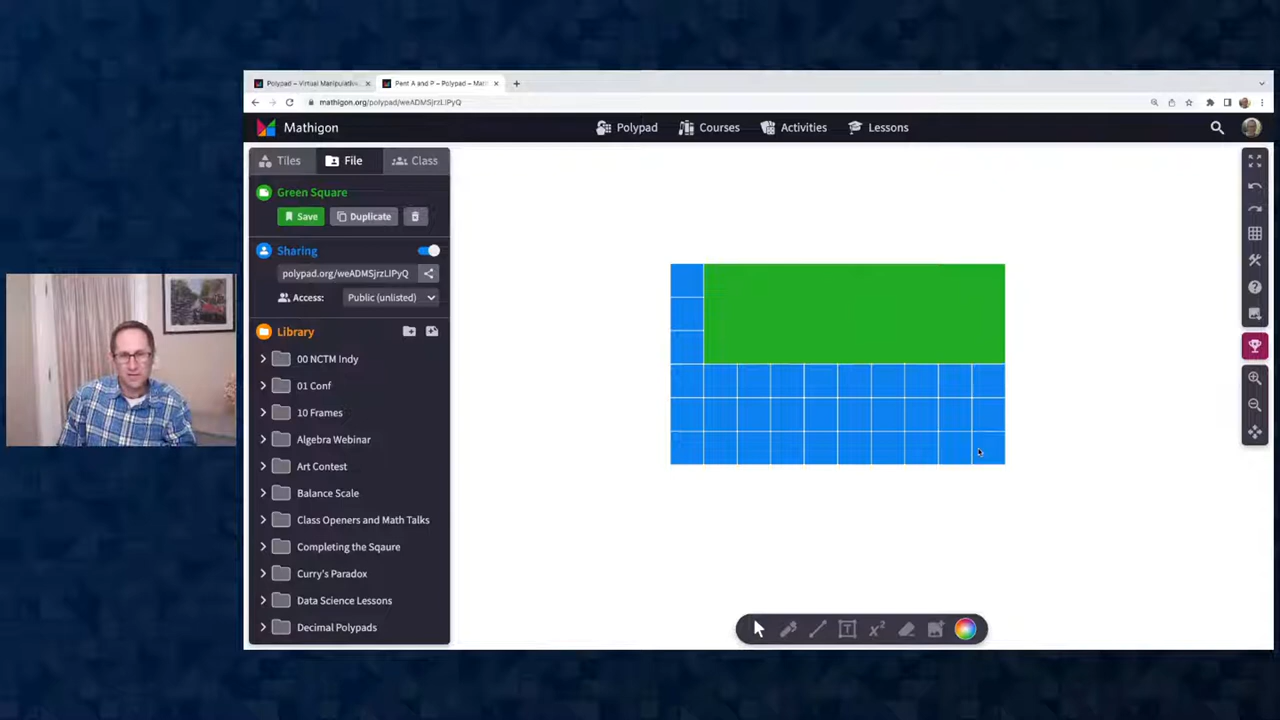 Polypad – Virtual Manipulative
Pent A and P – Polypad – Math
mathigon.org/polypad/weADMSjrzLIPyQ
Mathigon
Polypad
Courses
Activities
Lessons
Tiles
File
Class
Green Square
Save
Duplicate
Sharing
polypad.org/weADMSjrzLIPyQ
Access:
Public (unlisted)
Library
00 NCTM Indy
01 Conf
10 Frames
Algebra Webinar
Art Contest
Balance Scale
Class Openers and Math Talks
Completing the Sqaure
Curry's Paradox
Data Science Lessons
Decimal Polypads
T
x²